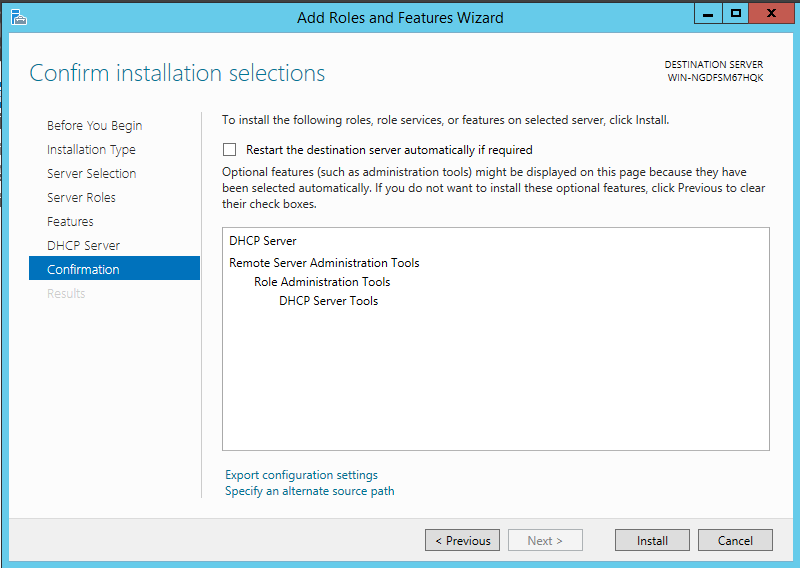 Add Roles and Features Wizard
Confirm installation selections
DESTINATION SERVER
WIN-NGDFSM67HQK
Before You Begin
Installation Type
Server Selection
Server Roles
Features
DHCP Server
Confirmation
Results
To install the following roles, role services, or features on selected server, click Install.
Restart the destination server automatically if required
Optional features (such as administration tools) might be displayed on this page because they have
been selected automatically. If you do not want to install these optional features, click Previous to clear
their check boxes.
DHCP Server
Remote Server Administration Tools
Role Administration Tools
DHCP Server Tools
Export configuration settings
Specify an alternate source path
< Previous
Next >
Install
Cancel